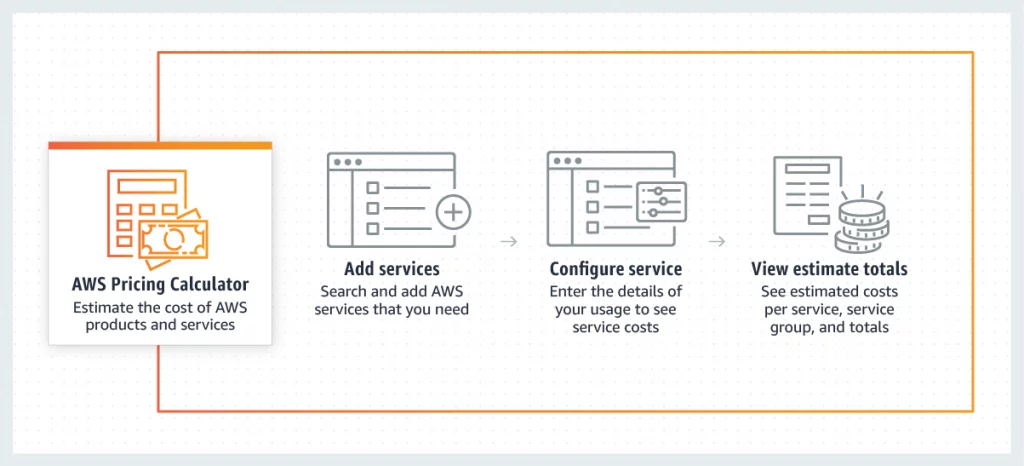 AWS Pricing Calculator
Estimate the cost of AWS
products and services
Add services
Search and add AWS
services that you need
Configure service
Enter the details of
your usage to see
service costs
View estimate totals
See estimated costs
per service, service
group, and totals